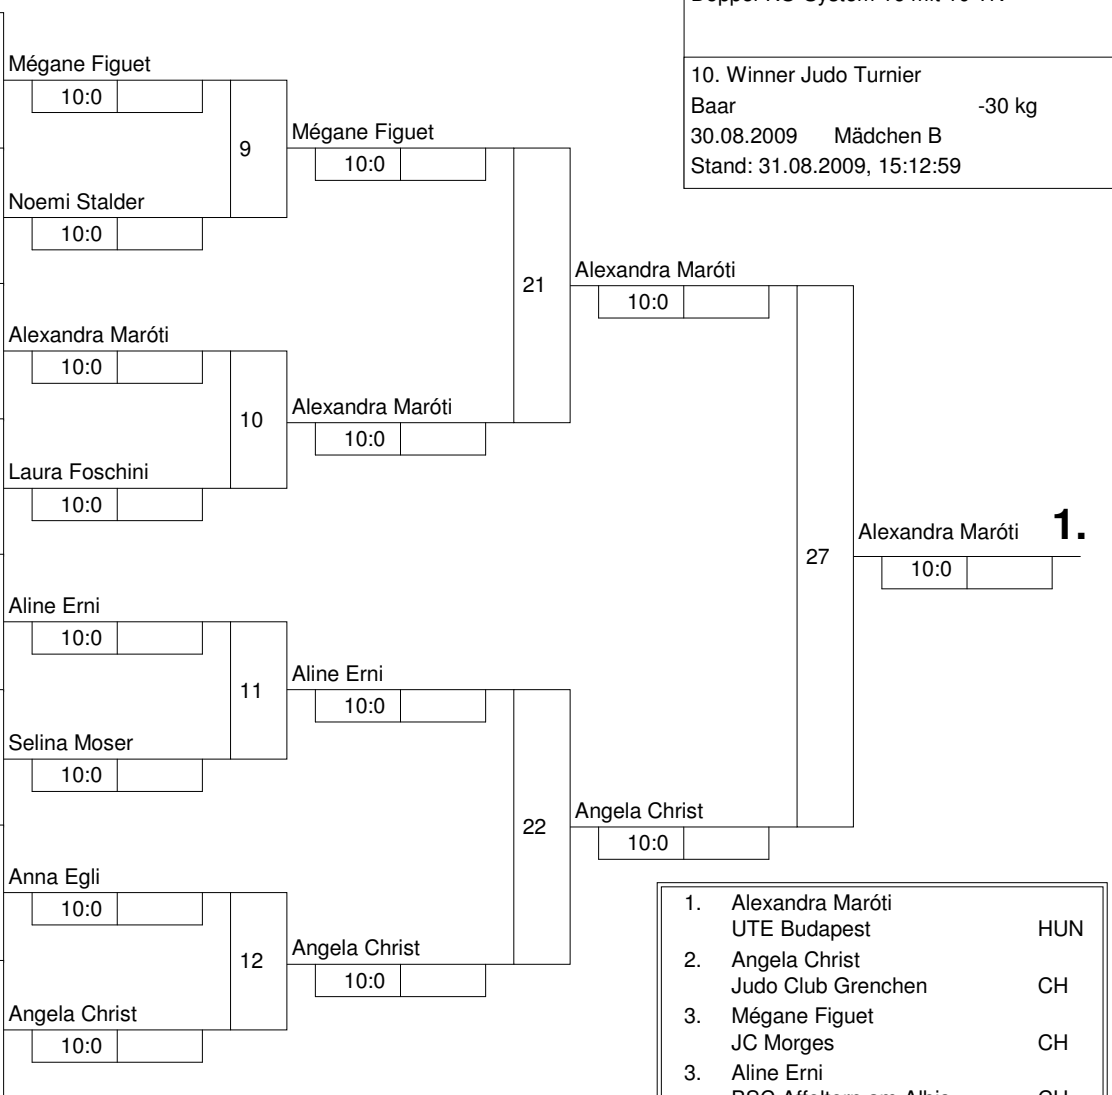 10. Winner Judo Turnier
Baar -30 kg
30.08.2009 Mädchen B
Stand: 31.08.2009, 15:12:59
Mégane Figuet
10:0
9
Noemi Stalder
10:0
Mégane Figuet
10:0
21
Alexandra Maróti
10:0
10
Laura Foschini
10:0
Alexandra Maróti
10:0
Alexandra Maróti
10:0
27
Alexandra Maróti 1.
10:0
Aline Erni
10:0
11
Selina Moser
10:0
Aline Erni
10:0
22
Anna Egli
10:0
12
Angela Christ
10:0
Angela Christ
10:0
Angela Christ
10:0
1. Alexandra Maróti
UTE Budapest HUN
2. Angela Christ
Judo Club Grenchen CH
3. Mégane Figuet
JC Morges CH
3. Aline Erni